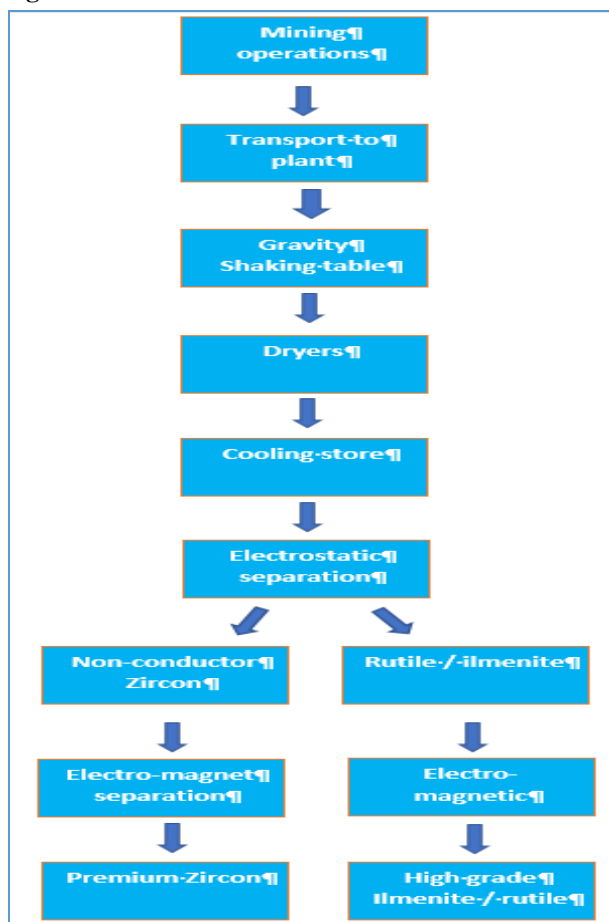 Mining¶
operations¶
Transport·to¶
plant¶
Gravity¶
Shaking·table¶
Dryers¶
Cooling·store¶
Electrostatic¶
separation¶
Non-conductor¶
Zircon¶
Rutile·/·ilmenite¶
Electro-magnet¶
separation¶
Electro-
magnetic¶
Premium·Zircon¶
High-grade¶
Ilmenite·/·rutile¶